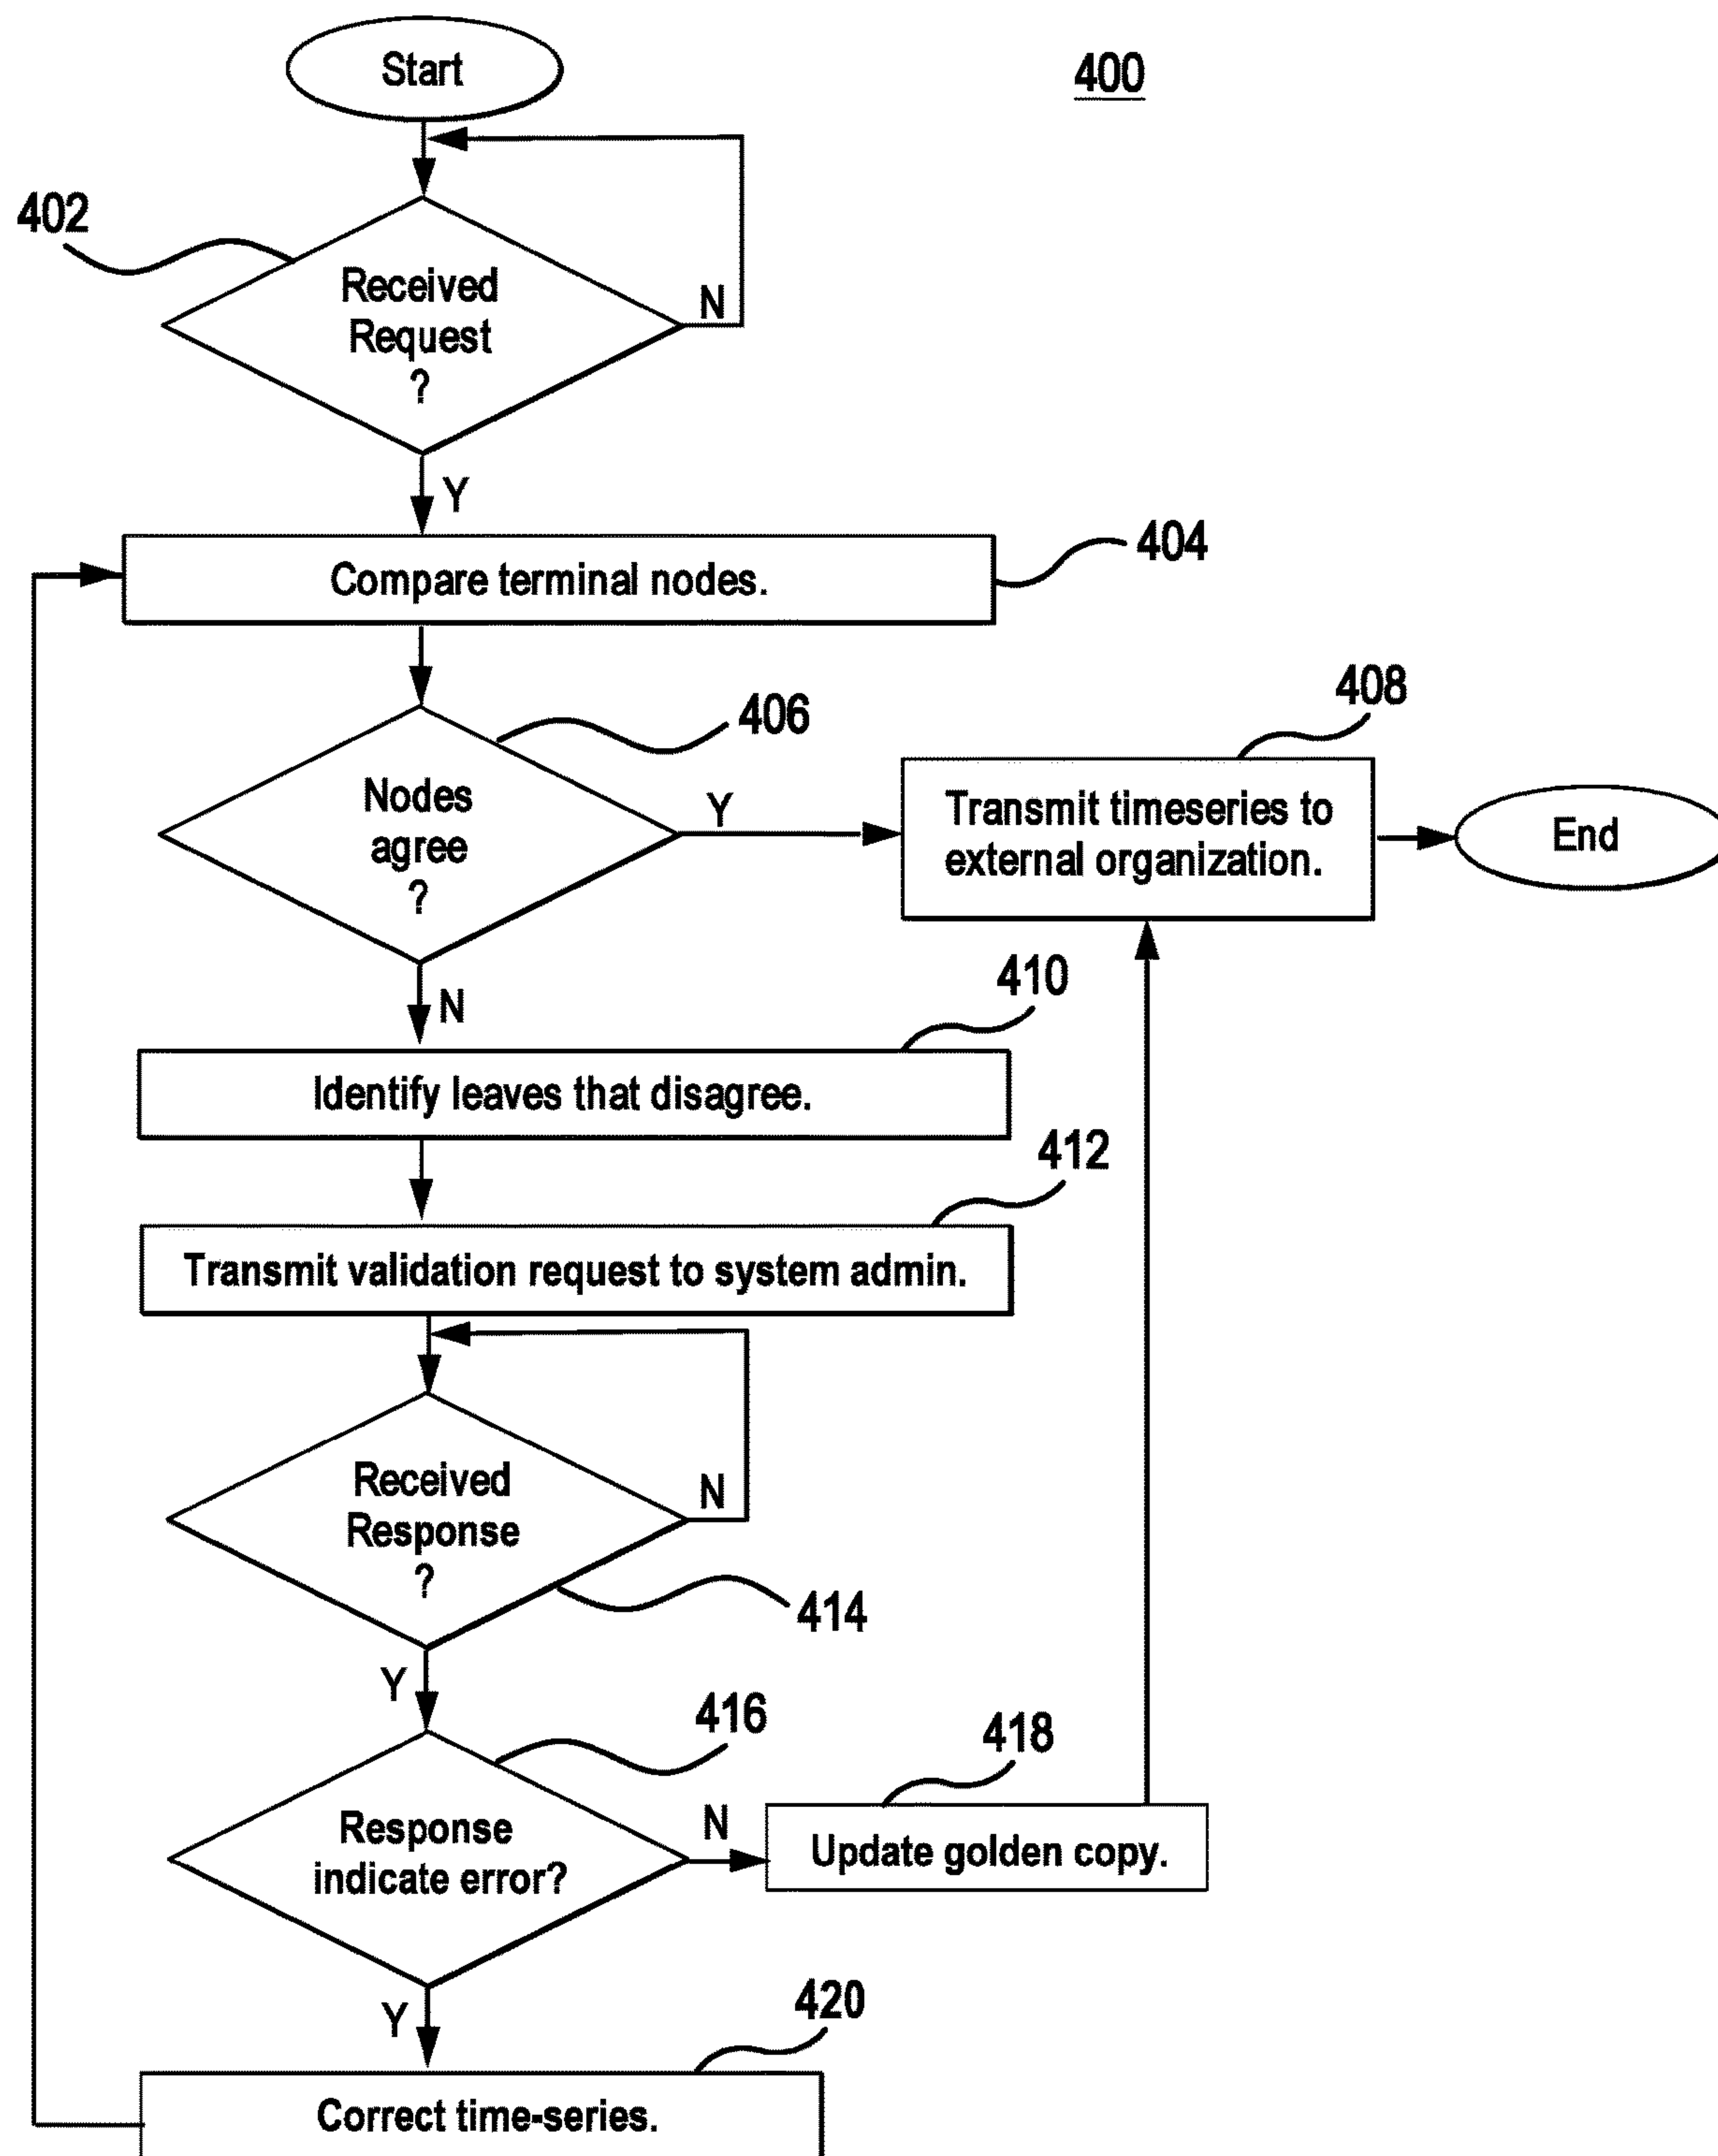 Start
400
402
Received
Request
?
N
Y
Compare terminal nodes.
404
406
Nodes
agree
?
Y
408
Transmit timeseries to
external organization.
End
N
410
Identify leaves that disagree.
412
Transmit validation request to system admin.
Received
Response
?
N
414
Y
416
Response
indicate error?
N
418
Update golden copy.
Y
420
Correct time-series.